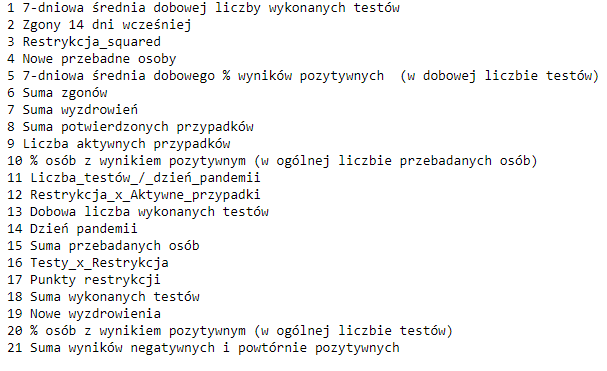 1 7-dniowa średnia dobowej liczby wykonanych testów
2 Zgony 14 dni wcześniej
3 Restrykcja_squared
4 Nowe przebadne osoby
5 7-dniowa średnia dobowego % wyników pozytywnych  (w dobowej liczbie testów)
6 Suma zgonów
7 Suma wyzdrowień
8 Suma potwierdzonych przypadków
9 Liczba aktywnych przypadków
10 % osób z wynikiem pozytywnym (w ogólnej liczbie przebadanych osób)
11 Liczba_testów_/_dzień_pandemii
12 Restrykcja_x_Aktywne_przypadki
13 Dobowa liczba wykonanych testów
14 Dzień pandemii
15 Suma przebadanych osób
16 Testy_x_Restrykcja
17 Punkty restrykcji
18 Suma wykonanych testów
19 Nowe wyzdrowienia
20 % osób z wynikiem pozytywnym (w ogólnej liczbie testów)
21 Suma wyników negatywnych i powtórnie pozytywnych